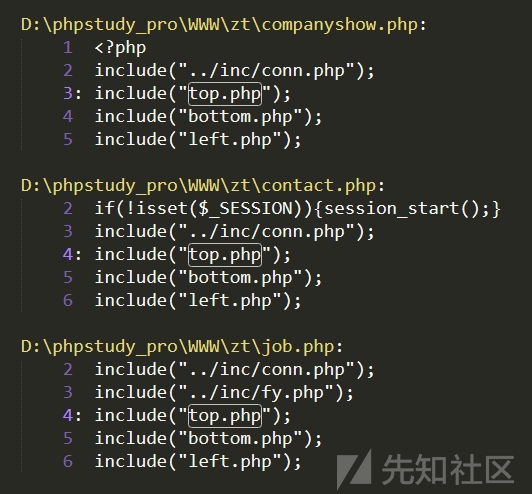 D:\phpstudy_pro\WWW\zt\companyshow.php:
1 <?php
2 include("../inc/conn.php");
3: include("top.php");
4 include("bottom.php");
5 include("left.php");
D:\phpstudy_pro\WWW\zt\contact.php:
2 if(!isset($_SESSION)){session_start();}
3 include("../inc/conn.php");
4: include("top.php");
5 include("bottom.php");
6 include("left.php");
D:\phpstudy_pro\WWW\zt\job.php:
2 include("../inc/conn.php");
3 include("../inc/fy.php");
4: include("top.php");
5 include("bottom.php");
6 include("left.php");
先知社区